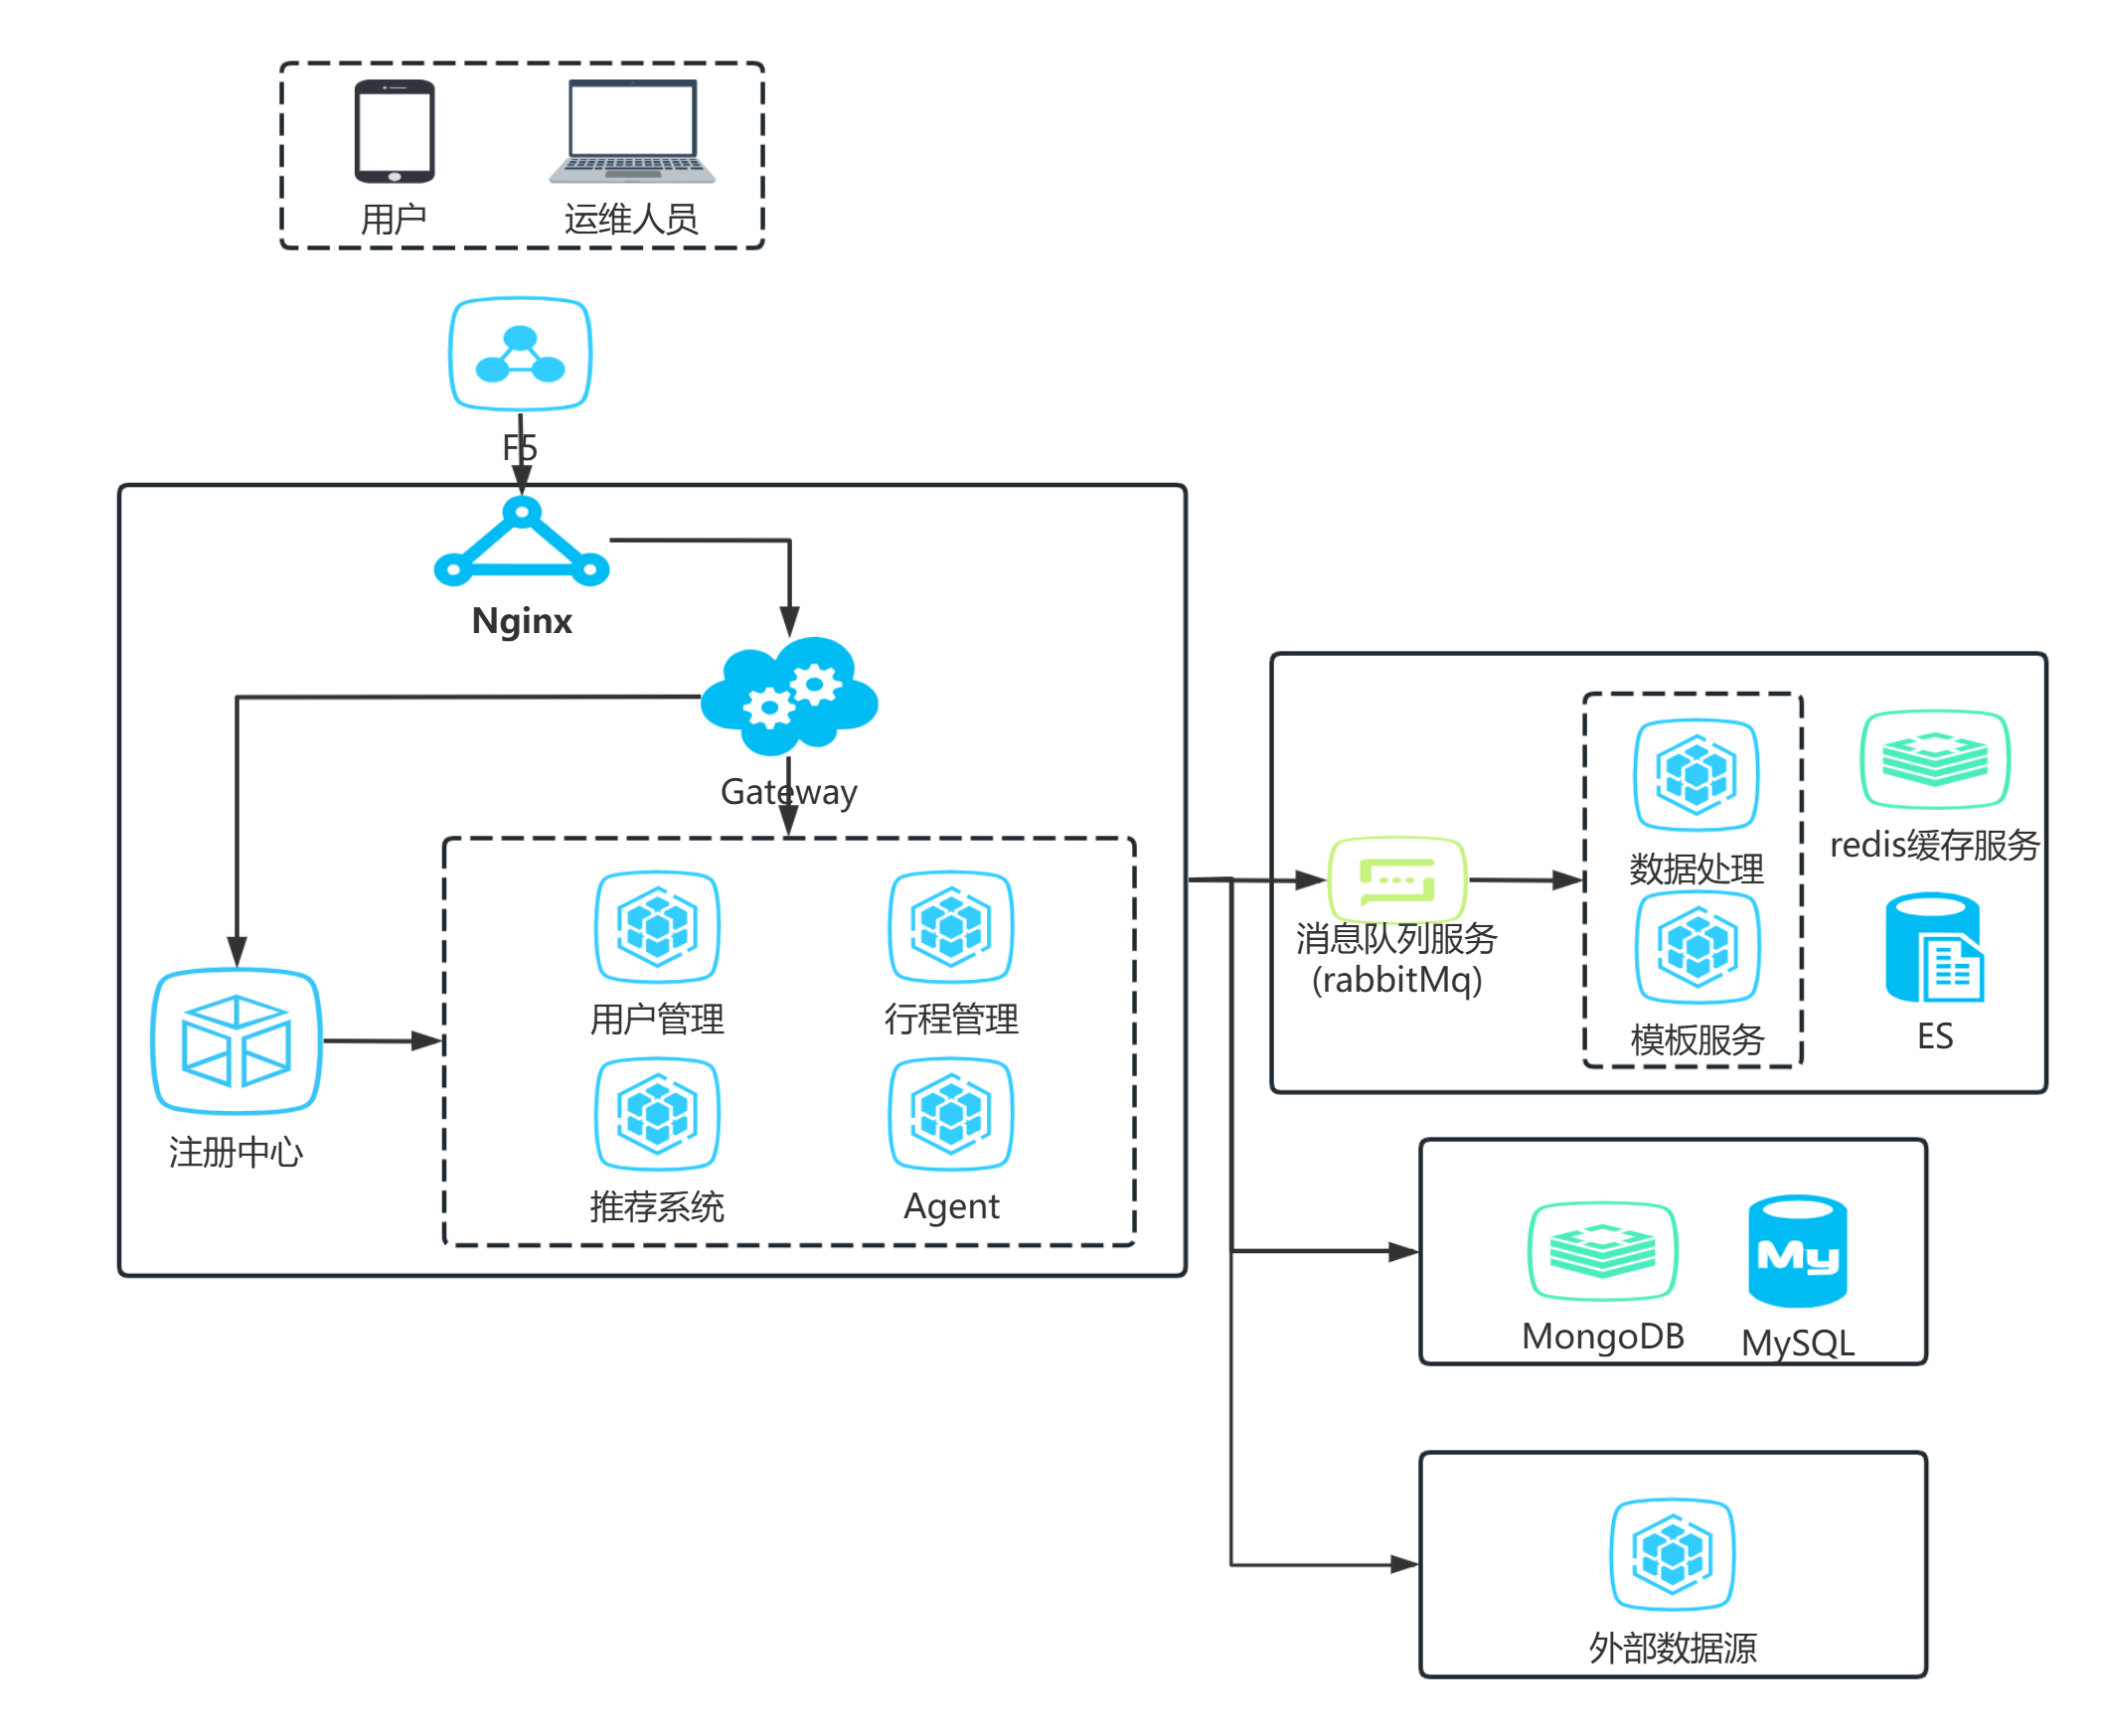 用户
运维人员
F5
Nginx
Gateway
用户管理
行程管理
注册中心
推荐系统
Agent
消息队列服务
(rabbitMq)
数据处理
模板服务
redis缓存服务
ES
MongoDB
My
MySQL
外部数据源